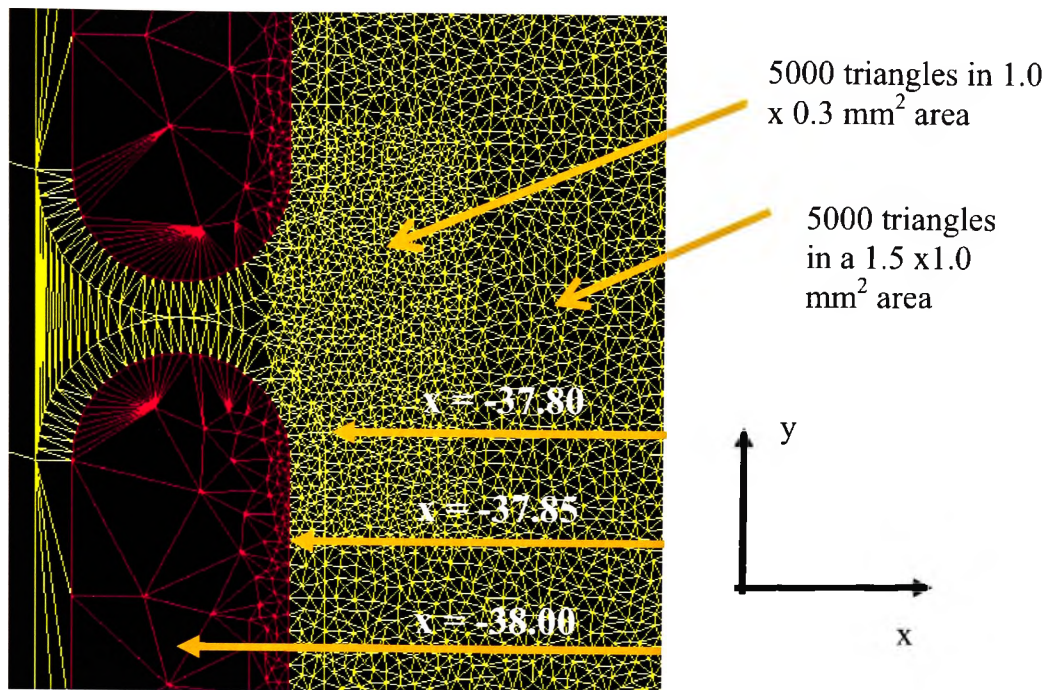 5000 triangles in 1.0
x 0.3 mm² area
5000 triangles
in a 1.5 x1.0
mm² area
x = -37.80
x = -37.85
x = -38.00
y
x